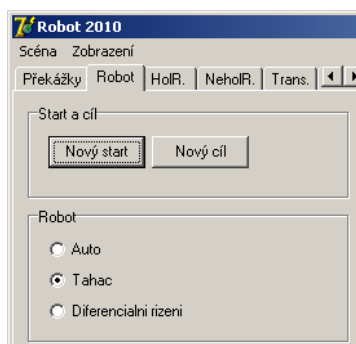 Robot 2010
Scéna Zobrazení
Překážky Robot HolR. NeholR. Trans.
Start a cíl
Nový start Nový cíl
Robot
Auto
Tahac
Diferencialni rizeni